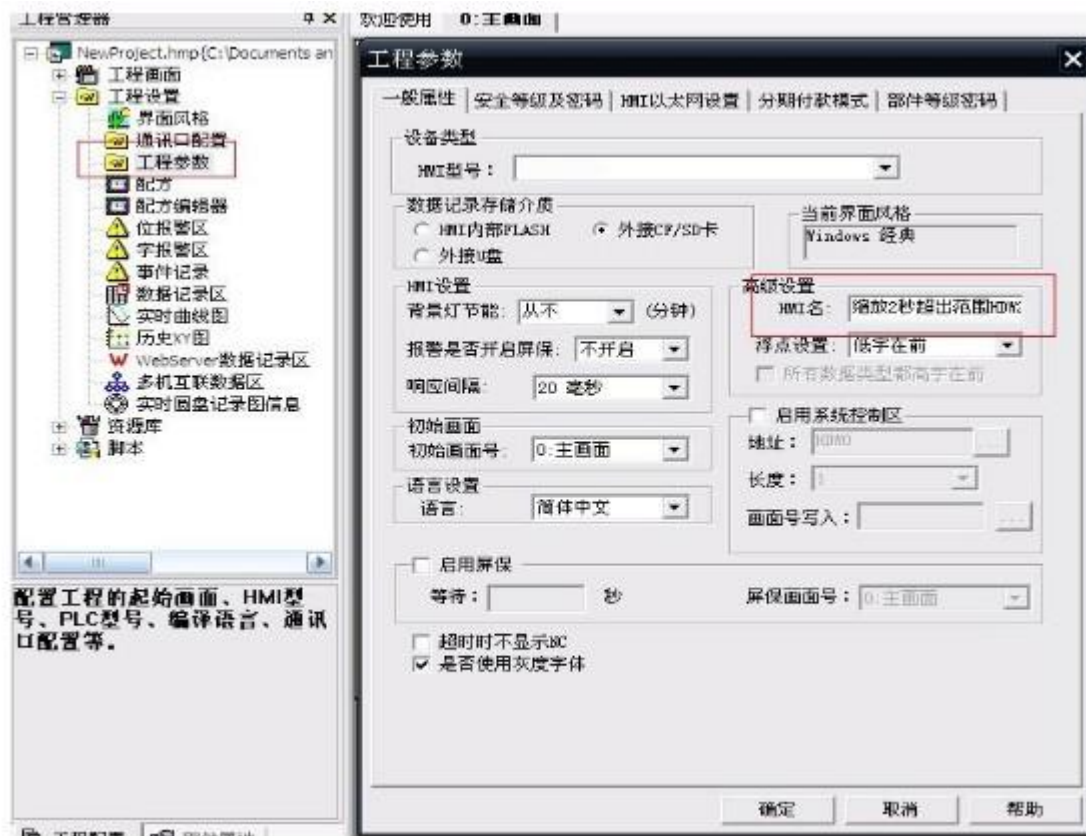 工程管理器
欢迎使用 0:主画面
NewProject.hmp{C:\Documents an
工程画面
工程设置
界面风格
通讯口配置
工程参数
配方
配方编辑器
位报警区
字报警区
事件记录
数据记录区
实时曲线图
历史XY图
WebServer数据记录区
多机互联数据区
实时圆盘记录图信息
资源库
脚本
配置工程的起始画面、HMI型
号、PLC型号、编译语言、通讯
口配置等。
工程参数
一般属性 安全等级及密码 HMI以太网设置 分期付款模式 部件等级密码
设备类型
HMI型号：
数据记录存储介质
HMI内部FLASH 外接CF/SD卡
外接U盘
当前界面风格
Windows 经典
HMI设置
背景灯节能: 从不 (分钟)
报警是否开启屏保: 不开启
响应间隔: 20 毫秒
高级设置
HMI名: 缩放2秒超出范围HDW
浮点设置: 低字在前
所有数据类型都高字在前
初始画面
初始画面号: 0:主画面
语言设置
语言: 简体中文
启用系统控制区
地址： HDW0
长度： 1
画面号写入： ...
启用屏保
等待： 秒 屏保画面号： 0:主画面
超时时不显示NC
是否使用灰度字体
确定 取消 帮助